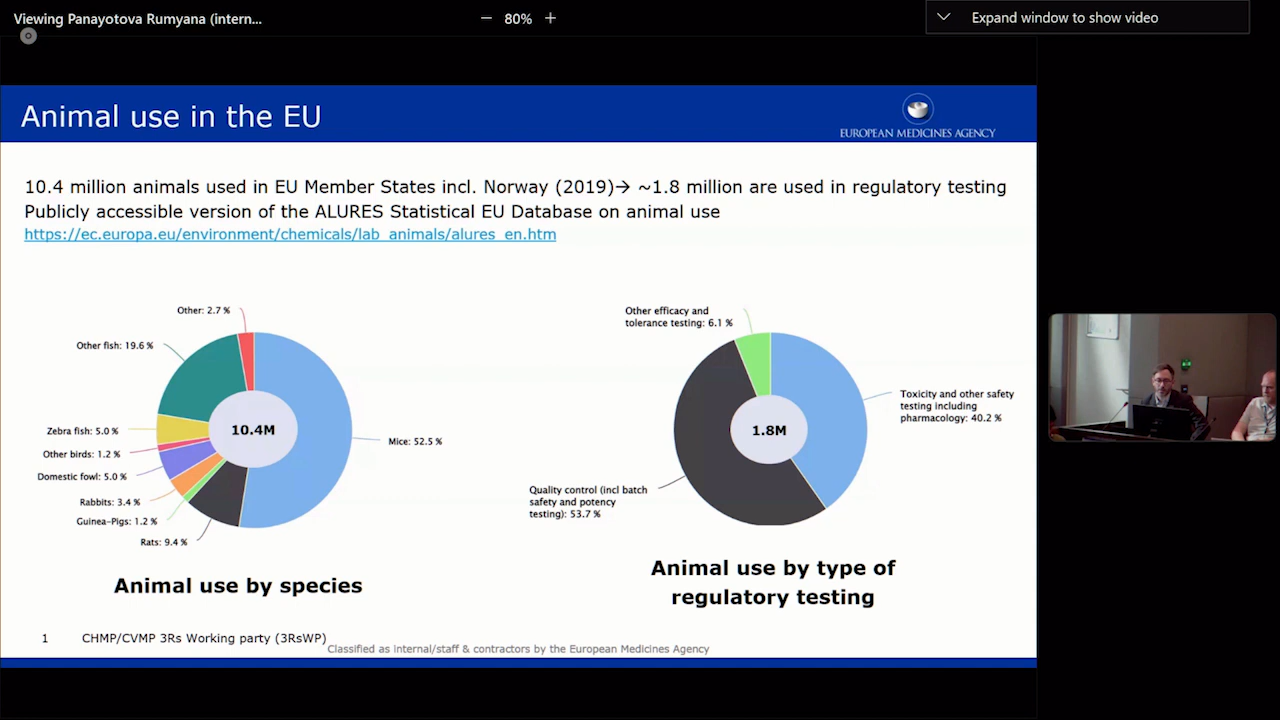 Viewing Panayotova Rumyana (intern...
− 80% +
Expand window to show video
Animal use in the EU
EUROPEAN MEDICINES AGENCY
10.4 million animals used in EU Member States incl. Norway (2019)→ ~1.8 million are used in regulatory testing
Publicly accessible version of the ALURES Statistical EU Database on animal use
https://ec.europa.eu/environment/chemicals/lab_animals/alures_en.htm
Other: 2.7 %
Other fish: 19.6 %
Zebra fish: 5.0 %
Other birds: 1.2 %
Domestic fowl: 5.0 %
Rabbits: 3.4 %
Guinea-Pigs: 1.2 %
Rats: 9.4 %
10.4M
Mice: 52.5 %
Animal use by species
Other efficacy and
tolerance testing: 6.1 %
Toxicity and other safety
testing including
pharmacology: 40.2 %
1.8M
Quality control (incl batch
safety and potency
testing): 53.7 %
Animal use by type of
regulatory testing
1 CHMP/CVMP 3Rs Working party (3RsWP)
Classified as internal/staff & contractors by the European Medicines Agency